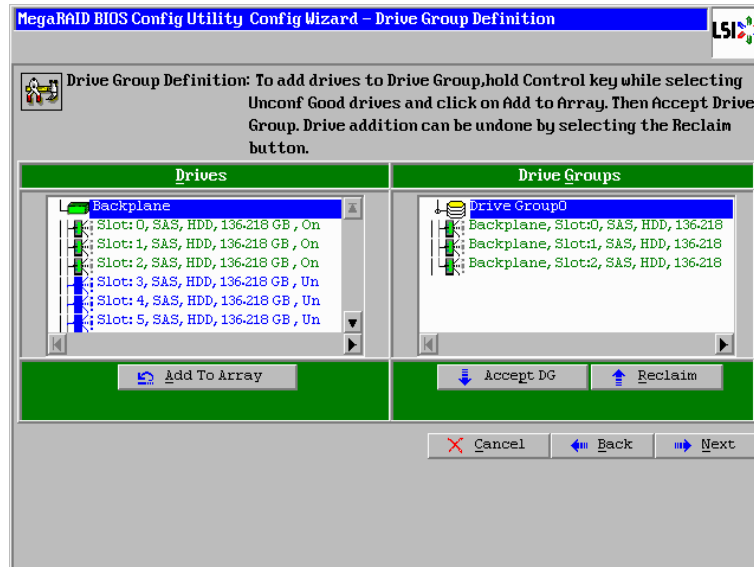 MegaRAID BIOS Config Utility Config Wizard – Drive Group Definition
LSI
Drive Group Definition: To add drives to Drive Group,hold Control key while selecting
Unconf Good drives and click on Add to Array. Then Accept Drive
Group. Drive addition can be undone by selecting the Reclaim
button.
Drives
Backplane
Slot: 0, SAS, HDD, 136.218 GB , On
Slot: 1, SAS, HDD, 136.218 GB , On
Slot: 2, SAS, HDD, 136.218 GB , On
Slot: 3, SAS, HDD, 136.218 GB , Un
Slot: 4, SAS, HDD, 136.218 GB , Un
Slot: 5, SAS, HDD, 136.218 GB , Un
Add To Array
Drive Groups
Drive Group0
Backplane, Slot:0, SAS, HDD, 136.218
Backplane, Slot:1, SAS, HDD, 136.218
Backplane, Slot:2, SAS, HDD, 136.218
Accept DG
Reclaim
Cancel
Back
Next